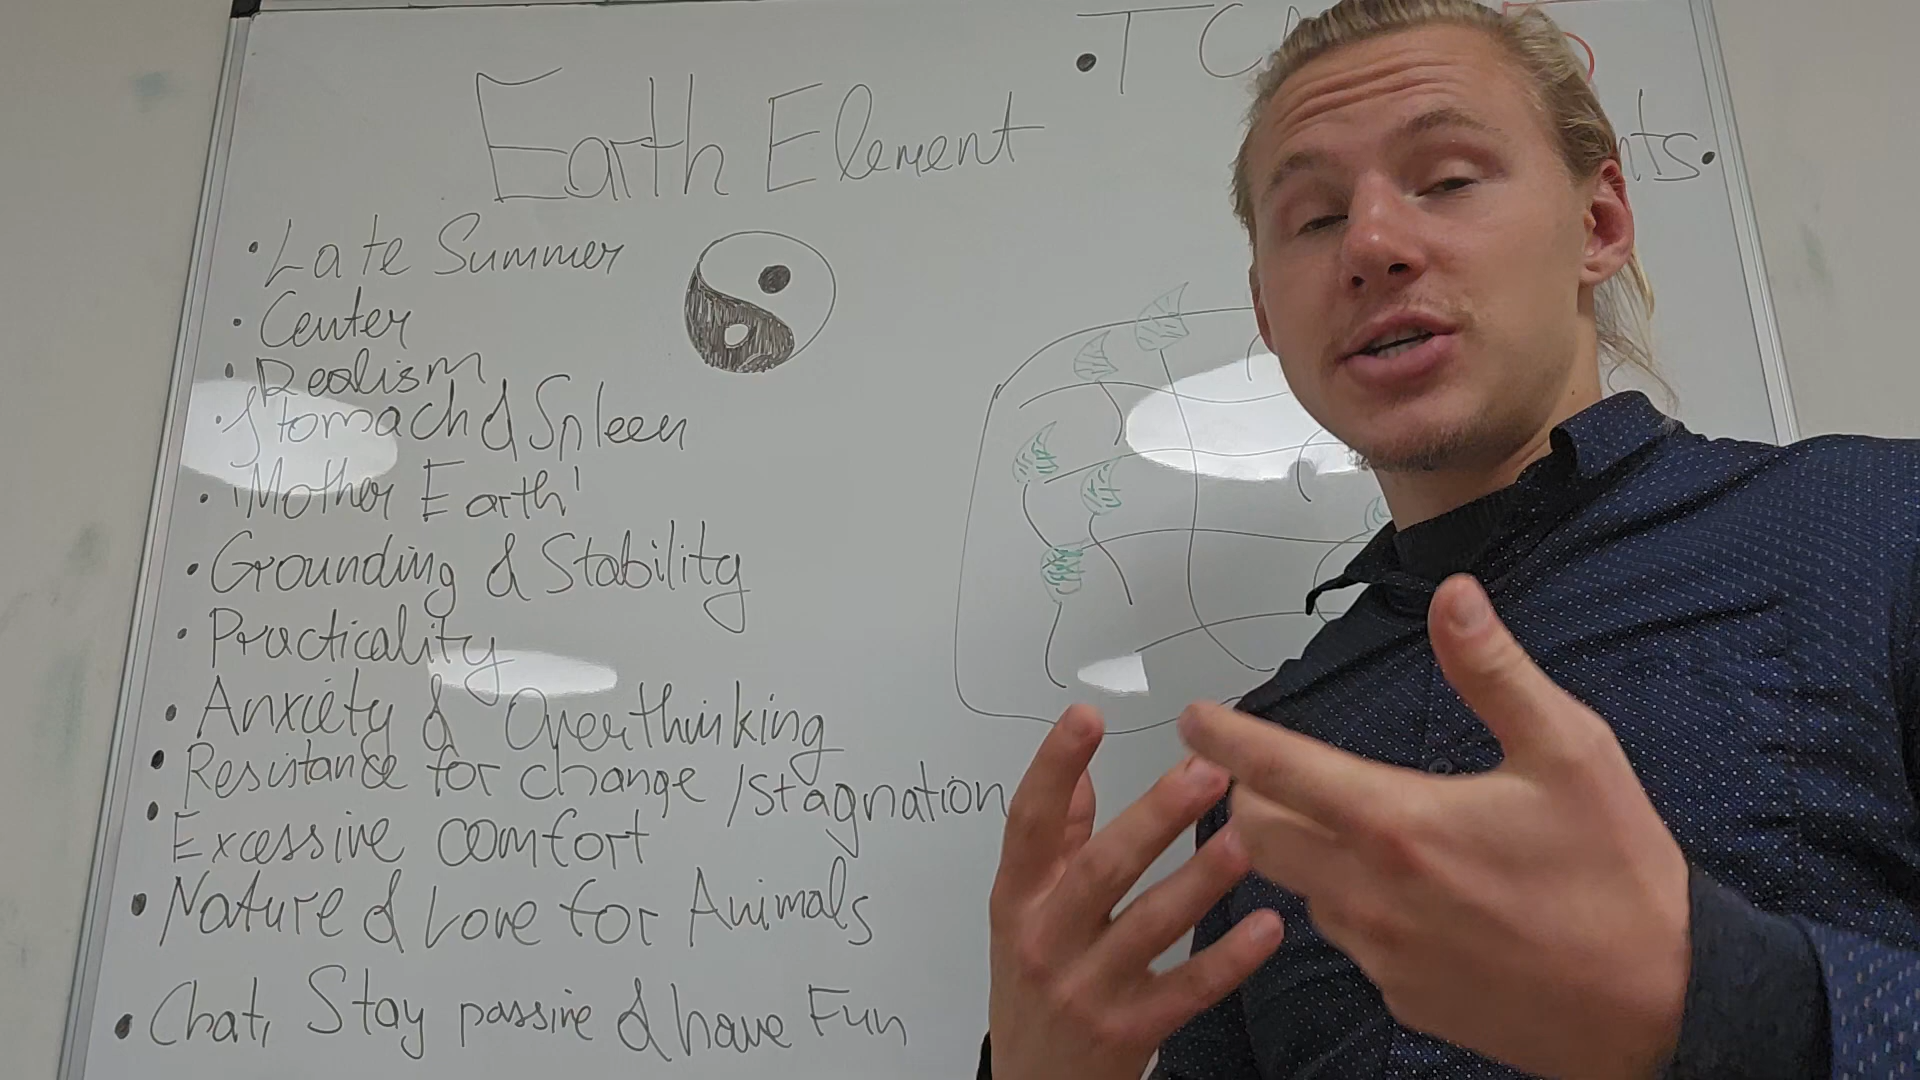 Earth Element
• Late Summer
• Center
• Realism
• Stomach & Spleen
• 'Mother Earth'
• Grounding & Stability
• Practicality
• Anxiety & Overthinking
• Resistance for change /stagnation
• Excessive comfort
• Nature & Love for Animals
• Chat, Stay passive & have Fun
• TC
nts.